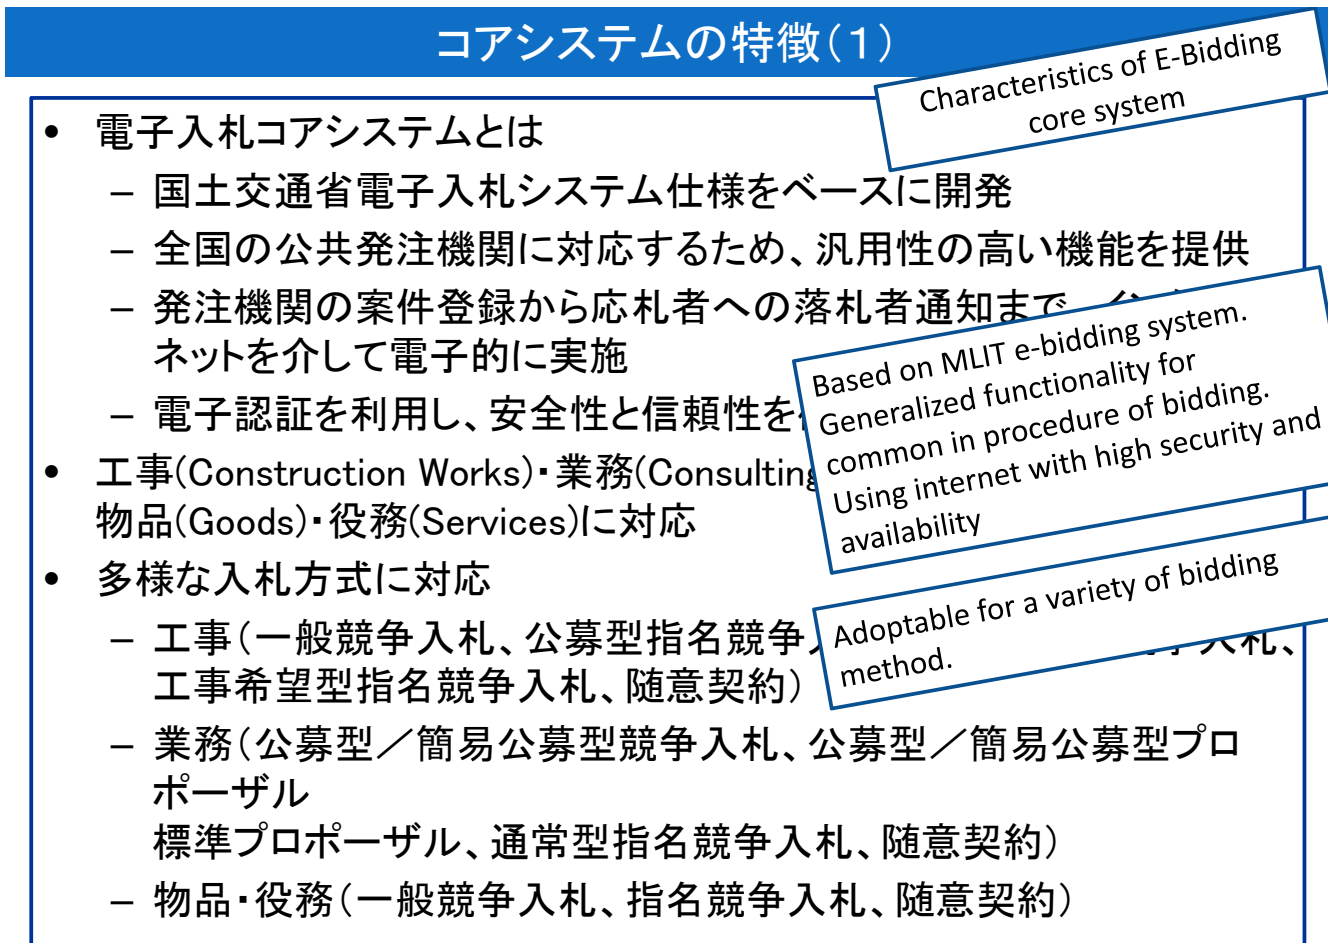 コアシステムの特徴(1)
Characteristics of E-Bidding
core system
• 電子入札コアシステムとは
– 国土交通省電子入札システム仕様をベースに開発
– 全国の公共発注機関に対応するため、汎用性の高い機能を提供
– 発注機関の案件登録から応札者への落札者通知まで、イン
ネットを介して電子的に実施
– 電子認証を利用し、安全性と信頼性を
Based on MLIT e-bidding system.
Generalized functionality for
common in procedure of bidding.
Using internet with high security and
availability
• 工事(Construction Works)・業務(Consulting
物品(Goods)・役務(Services)に対応
• 多様な入札方式に対応
Adoptable for a variety of bidding
method.
– 工事(一般競争入札、公募型指名競争入札、
工事希望型指名競争入札、随意契約)
– 業務(公募型/簡易公募型競争入札、公募型/簡易公募型プロ
ポーザル
標準プロポーザル、通常型指名競争入札、随意契約)
– 物品・役務(一般競争入札、指名競争入札、随意契約)